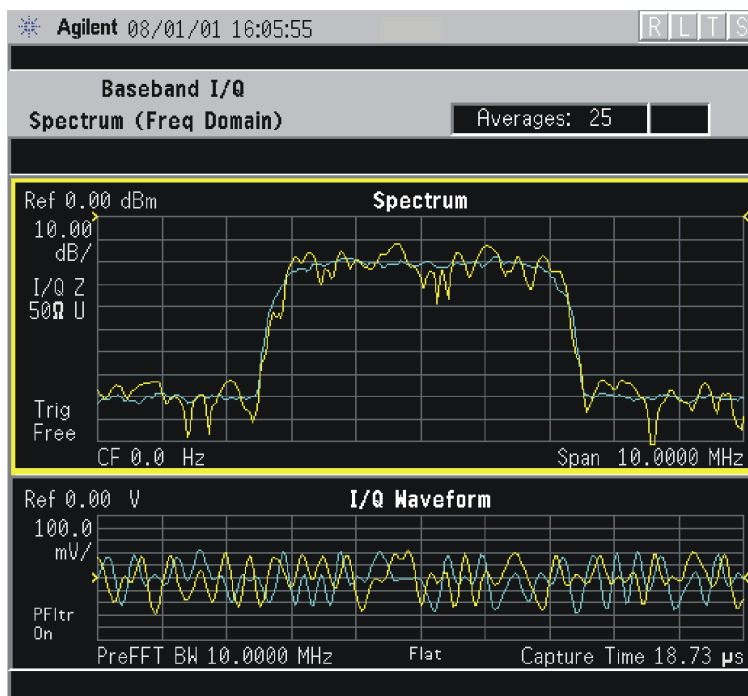 Agilent 08/01/01 16:05:55 R L T S
Baseband I/Q
Spectrum (Freq Domain)
Averages: 25
Ref 0.00 dBm
Spectrum
10.00
dB/
I/Q Z
50Ω U
Trig
Free
CF 0.0 Hz
Span 10.0000 MHz
Ref 0.00 V
I/Q Waveform
100.0
mV/
PFltr
On
PreFFT BW 10.0000 MHz
Flat
Capture Time 18.73 µs